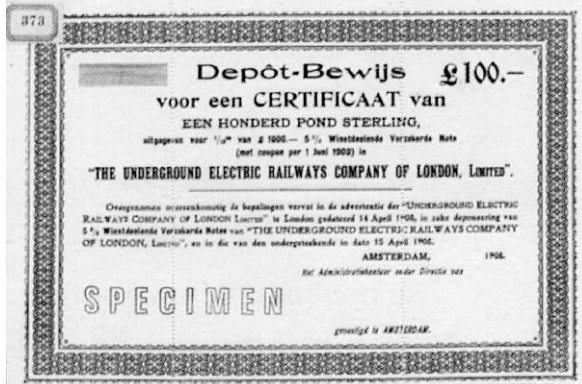 373
Depôt-Bewijs £100.—
voor een CERTIFICAAT van
EEN HONDERD POND STERLING,
uitgegeven voor 1/10de van £ 1000.— 5 % Winstdeelende Verzekerde Note
(met coupon per 1 Juni 1909) in
"THE UNDERGROUND ELECTRIC RAILWAYS COMPANY OF LONDON, LIMITED".
Overgenomen overeenkomstig de bepalingen vervat in de advertentie der "UNDERGROUND ELECTRIC
RAILWAYS COMPANY OF LONDON LIMITED" te London gedateerd 14 April 1908, in zake deponeering van
5 % Winstdeelende Verzekerde Notes van "THE UNDERGROUND ELECTRIC RAILWAYS COMPANY
OF LONDON, LIMITED", en in die van den ondergeteekende in dato 15 April 1908.
AMSTERDAM, 1908.
Het Administratiekantoor onder Directie van
SPECIMEN
gevestigd te AMSTERDAM.